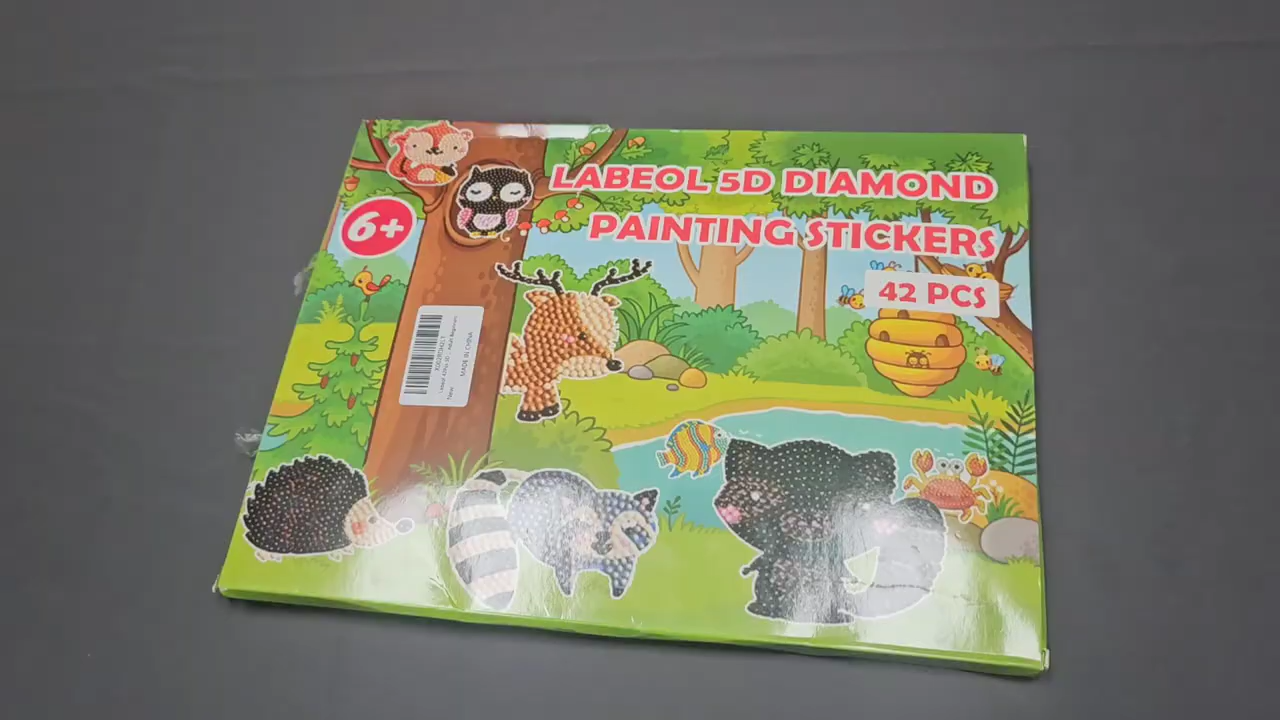 LABEOL 5D DIAMOND
PAINTING STICKERS
6+
42 PCS
MADE IN CHINA